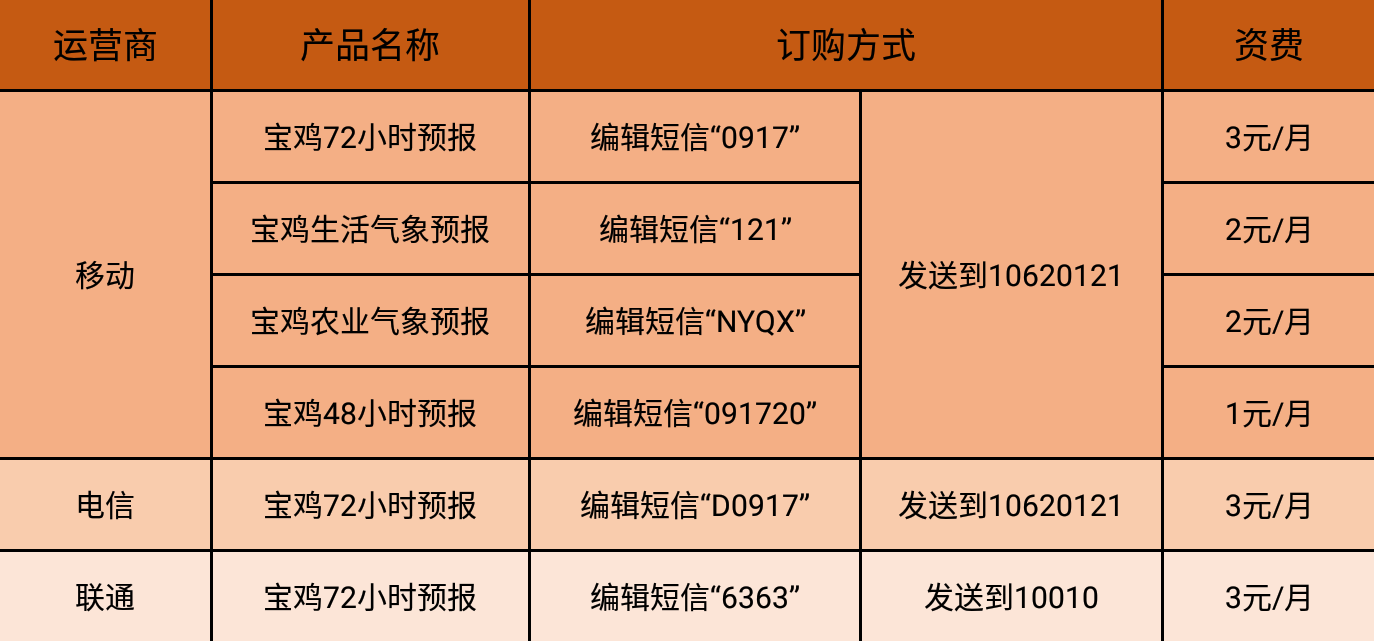 运营商 产品名称 订购方式 资费
宝鸡72小时预报 编辑短信“0917” 3元/月
宝鸡生活气象预报 编辑短信“121” 2元/月
移动 发送到10620121
宝鸡农业气象预报 编辑短信“NYQX” 2元/月
宝鸡48小时预报 编辑短信“091720” 1元/月
电信 宝鸡72小时预报 编辑短信“D0917” 发送到10620121 3元/月
联通 宝鸡72小时预报 编辑短信“6363” 发送到10010 3元/月